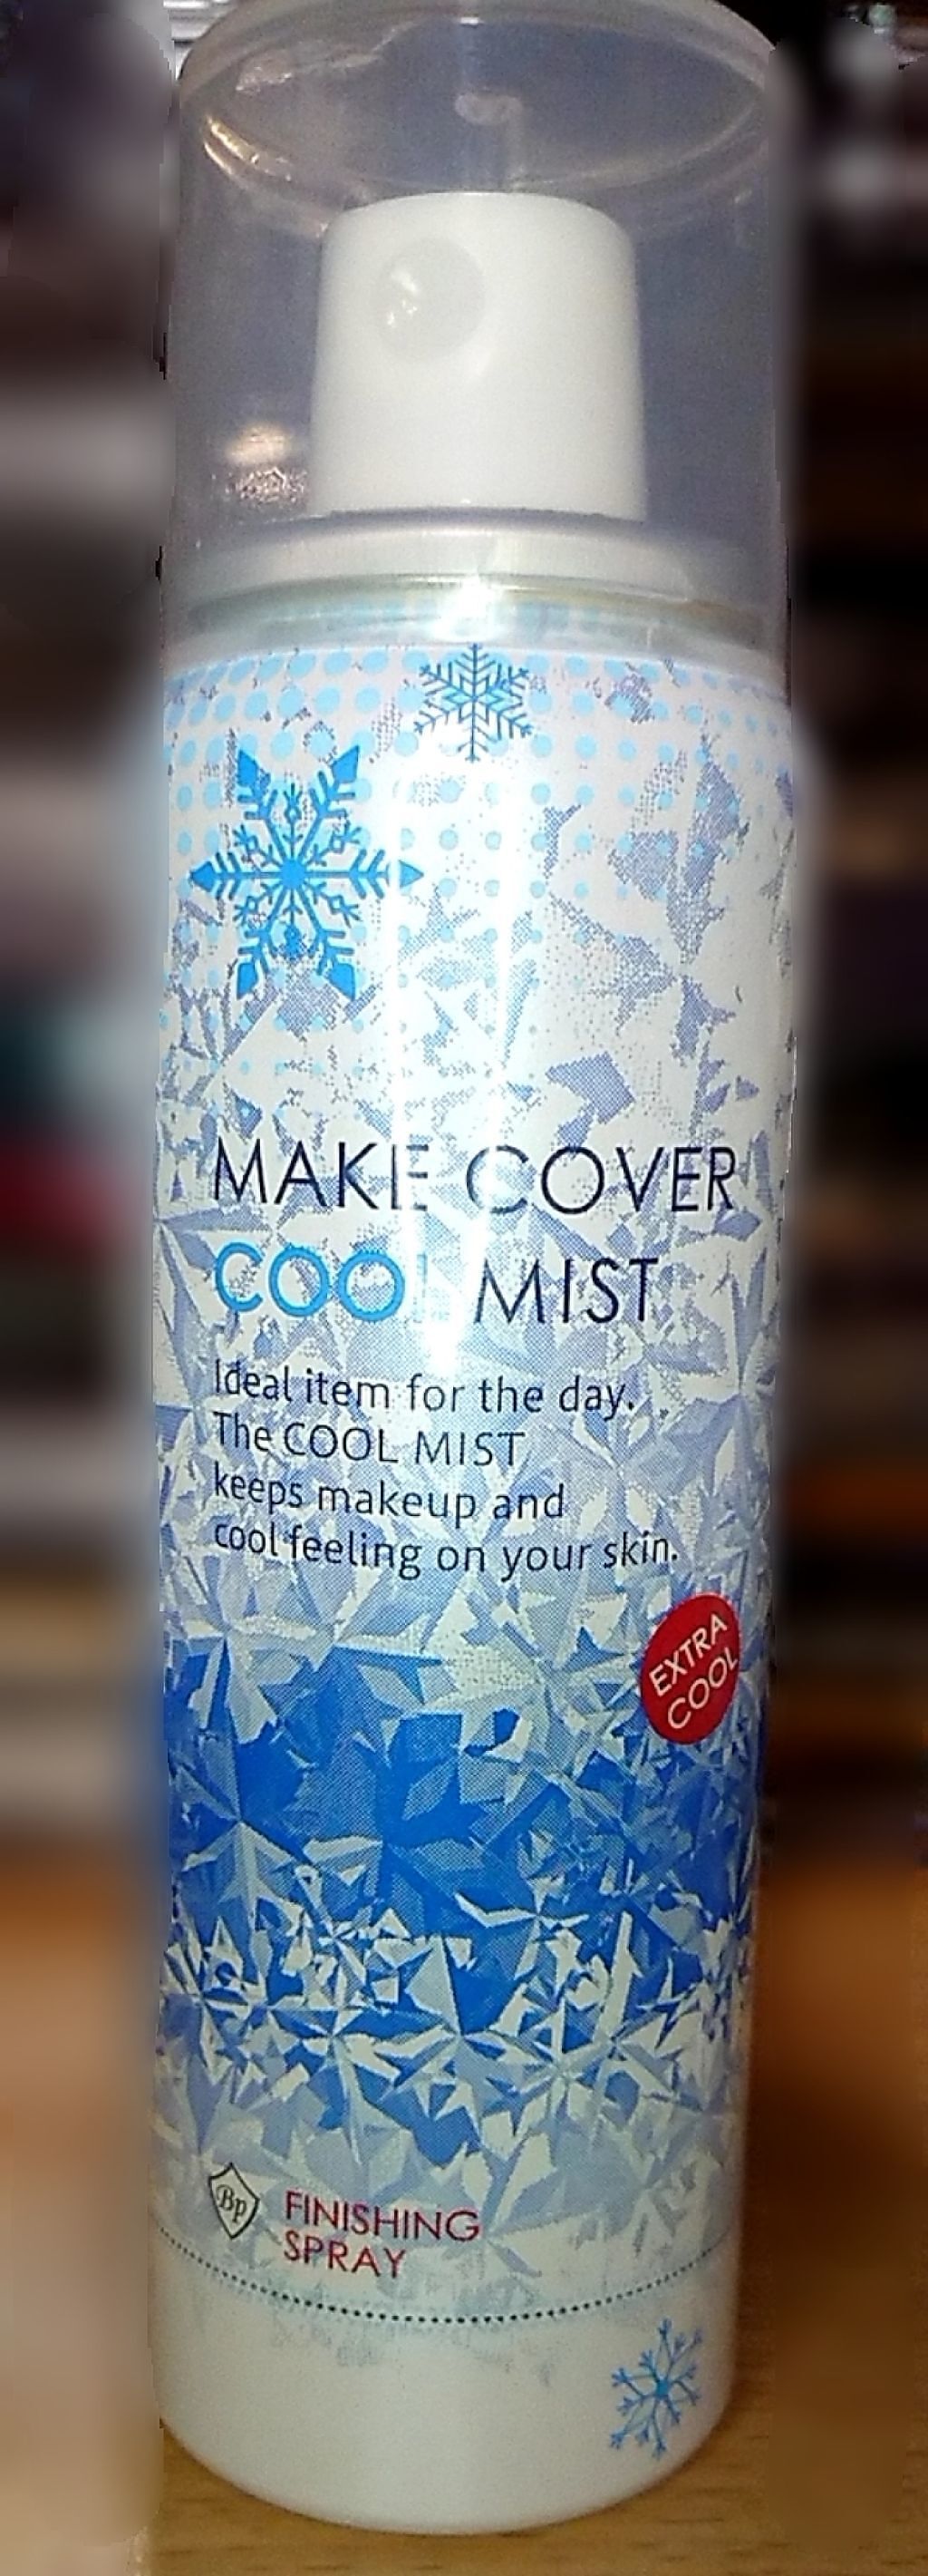 MAKE COVER
COOL MIST
Ideal item for the day.
The COOL MIST
keeps makeup and
cool feeling on your skin.
EXTRA
COOL
Bp
FINISHING
SPRAY